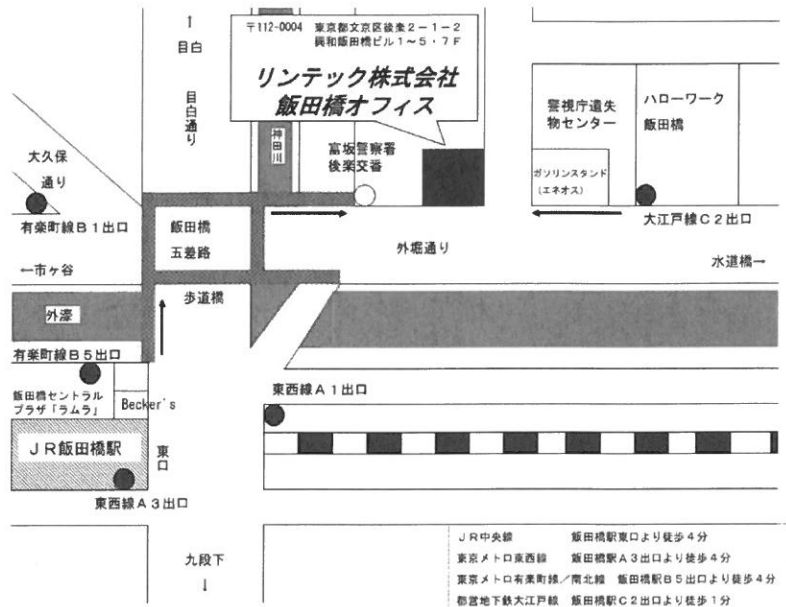 ↑
目白
目白通り
〒112-0004 東京都文京区後楽2-1-2
興和飯田橋ビル1～5・7F
リンテック株式会社
飯田橋オフィス
神田川
富坂警察署
後楽交番
警視庁遺失
物センター
ハローワーク
飯田橋
ガソリンスタンド
(エネオス)
大久保
通り
有楽町線B1出口
飯田橋
五差路
大江戸線C2出口
外堀通り
←市ヶ谷
水道橋→
歩道橋
外濠
有楽町線B5出口
飯田橋セントラル
プラザ「ラムラ」
Becker's
東西線A1出口
JR飯田橋駅
東口
東西線A3出口
九段下
↓
JR中央線 飯田橋駅東口より徒歩4分
東京メトロ東西線 飯田橋駅A3出口より徒歩4分
東京メトロ有楽町線／南北線 飯田橋駅B5出口より徒歩4分
都営地下鉄大江戸線 飯田橋駅C2出口より徒歩1分